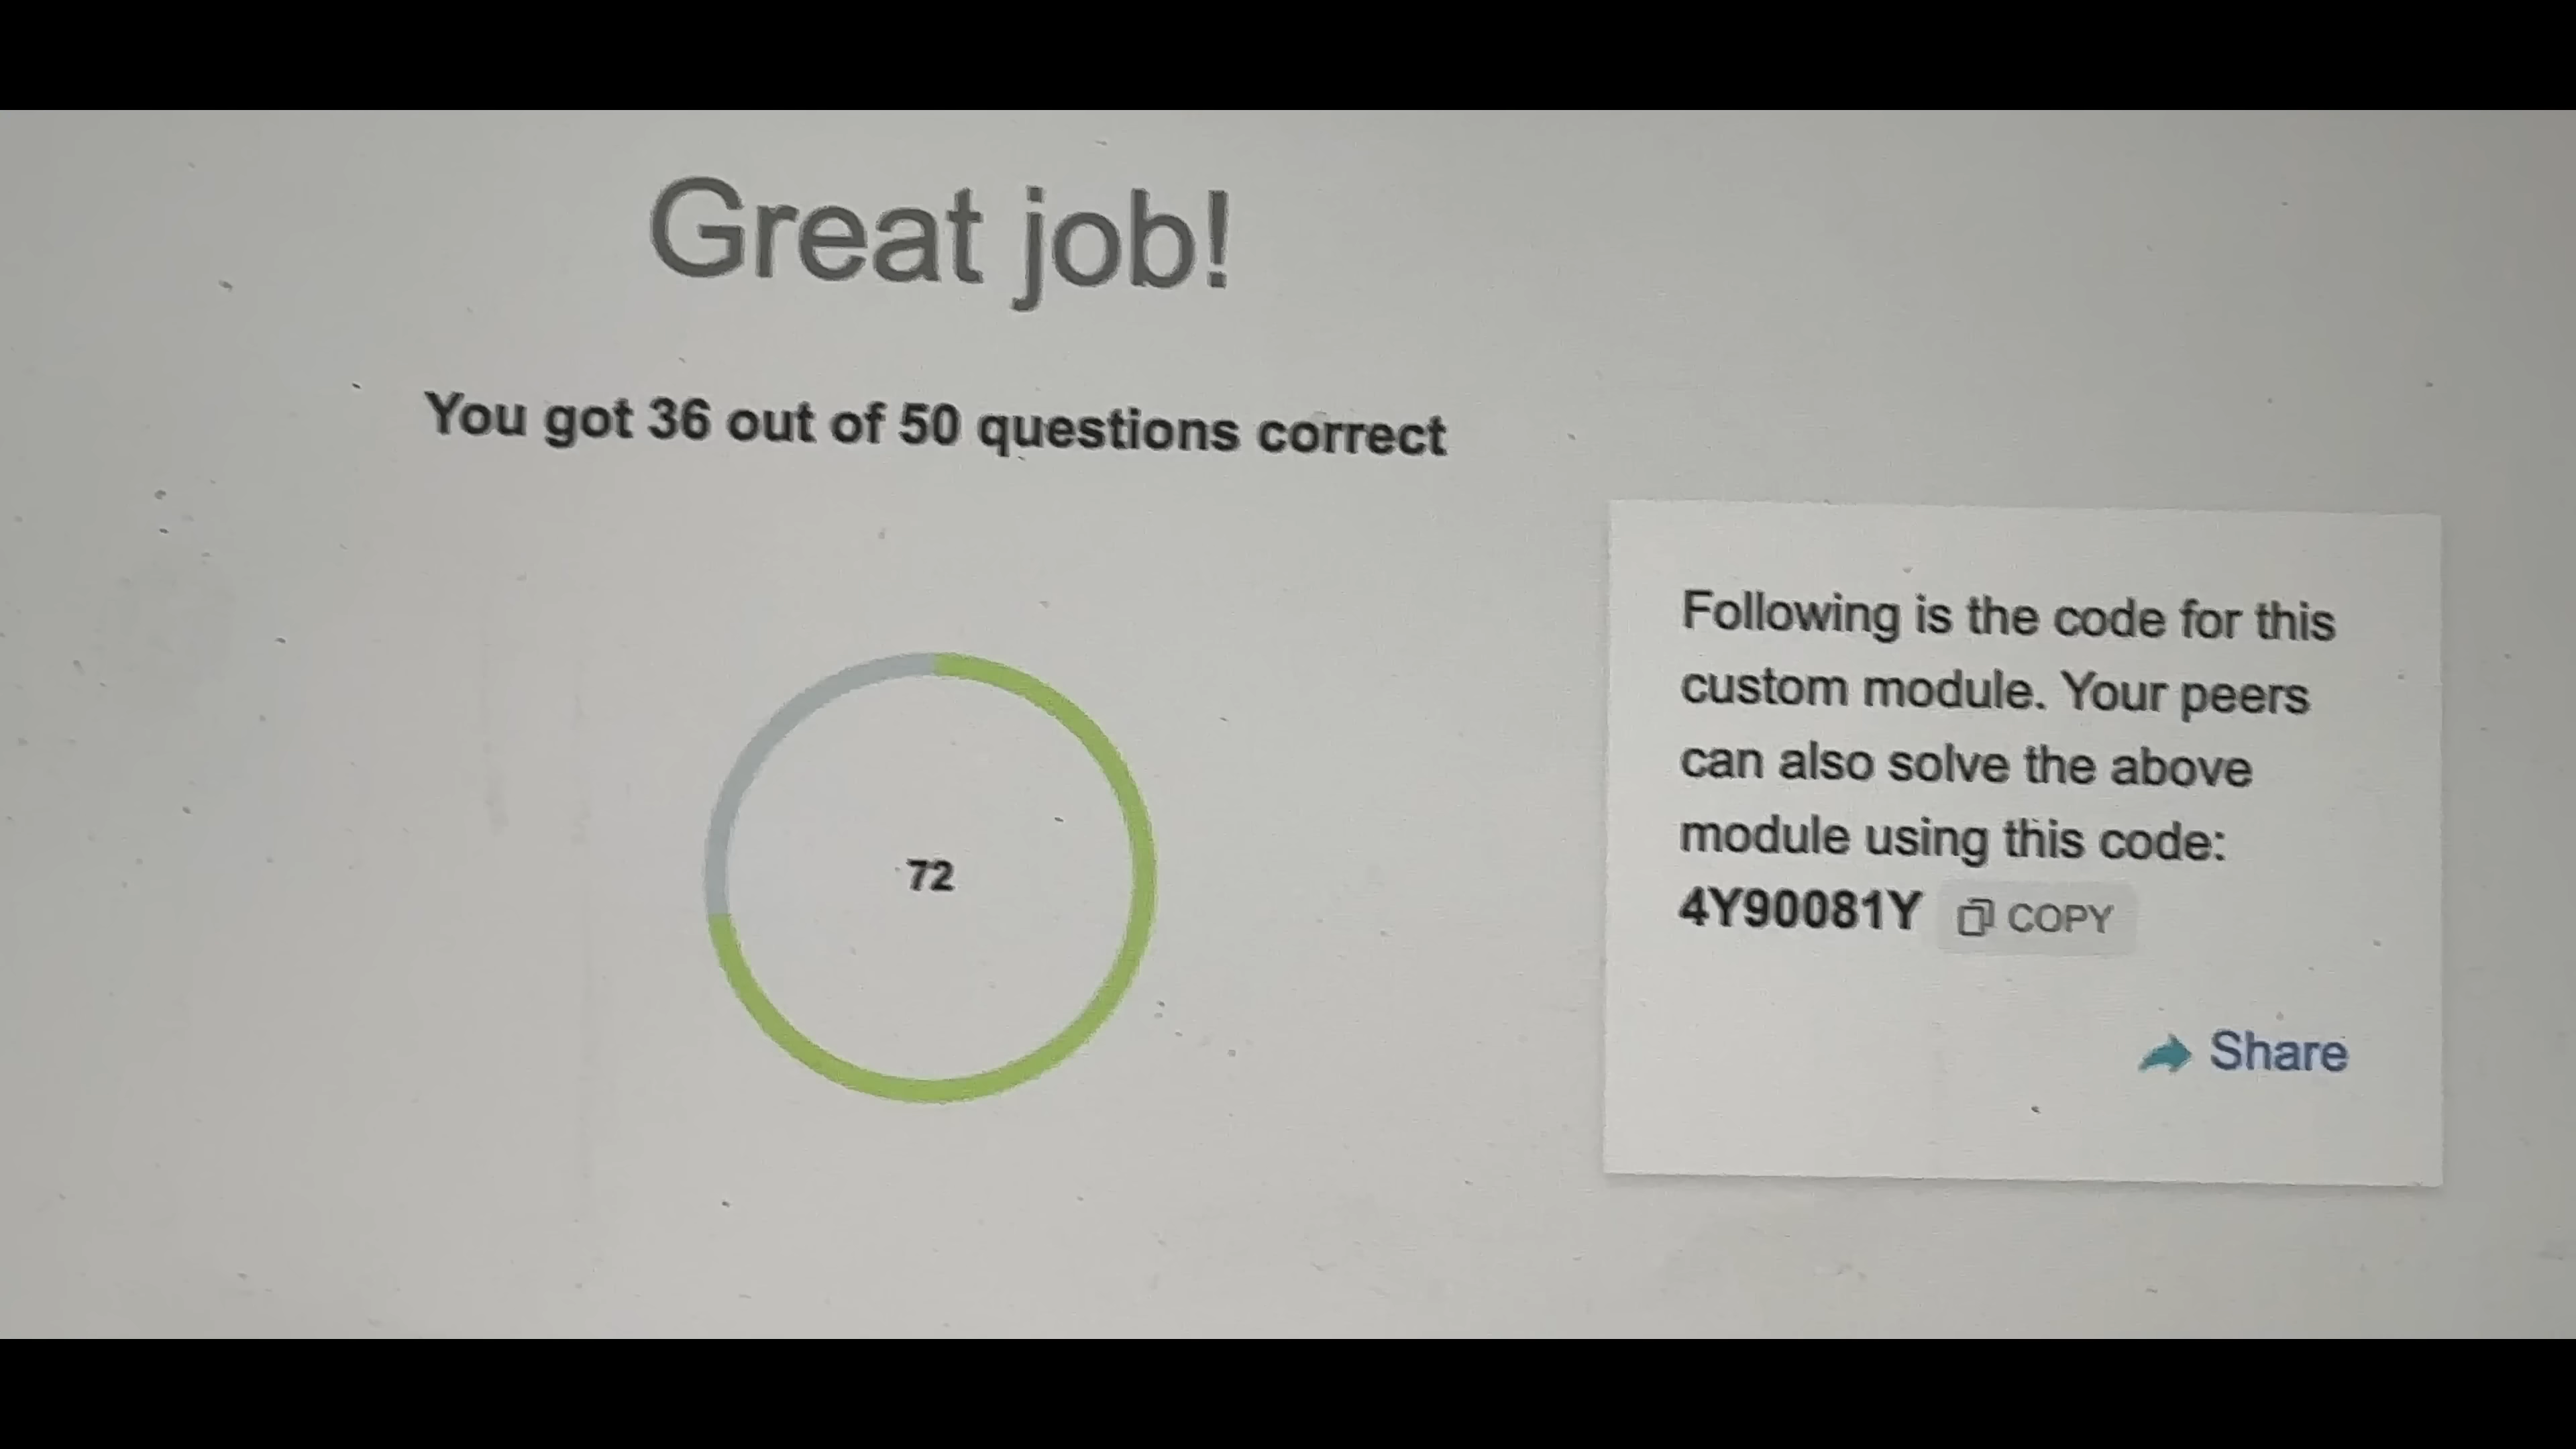 Great job!
You got 36 out of 50 questions correct
72
Following is the code for this
custom module. Your peers
can also solve the above
module using this code:
4Y90081Y COPY
Share